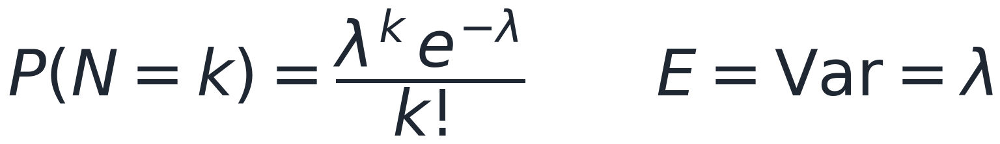 P(N = k) = λ^k e^{−λ} / k!    E = Var = λ